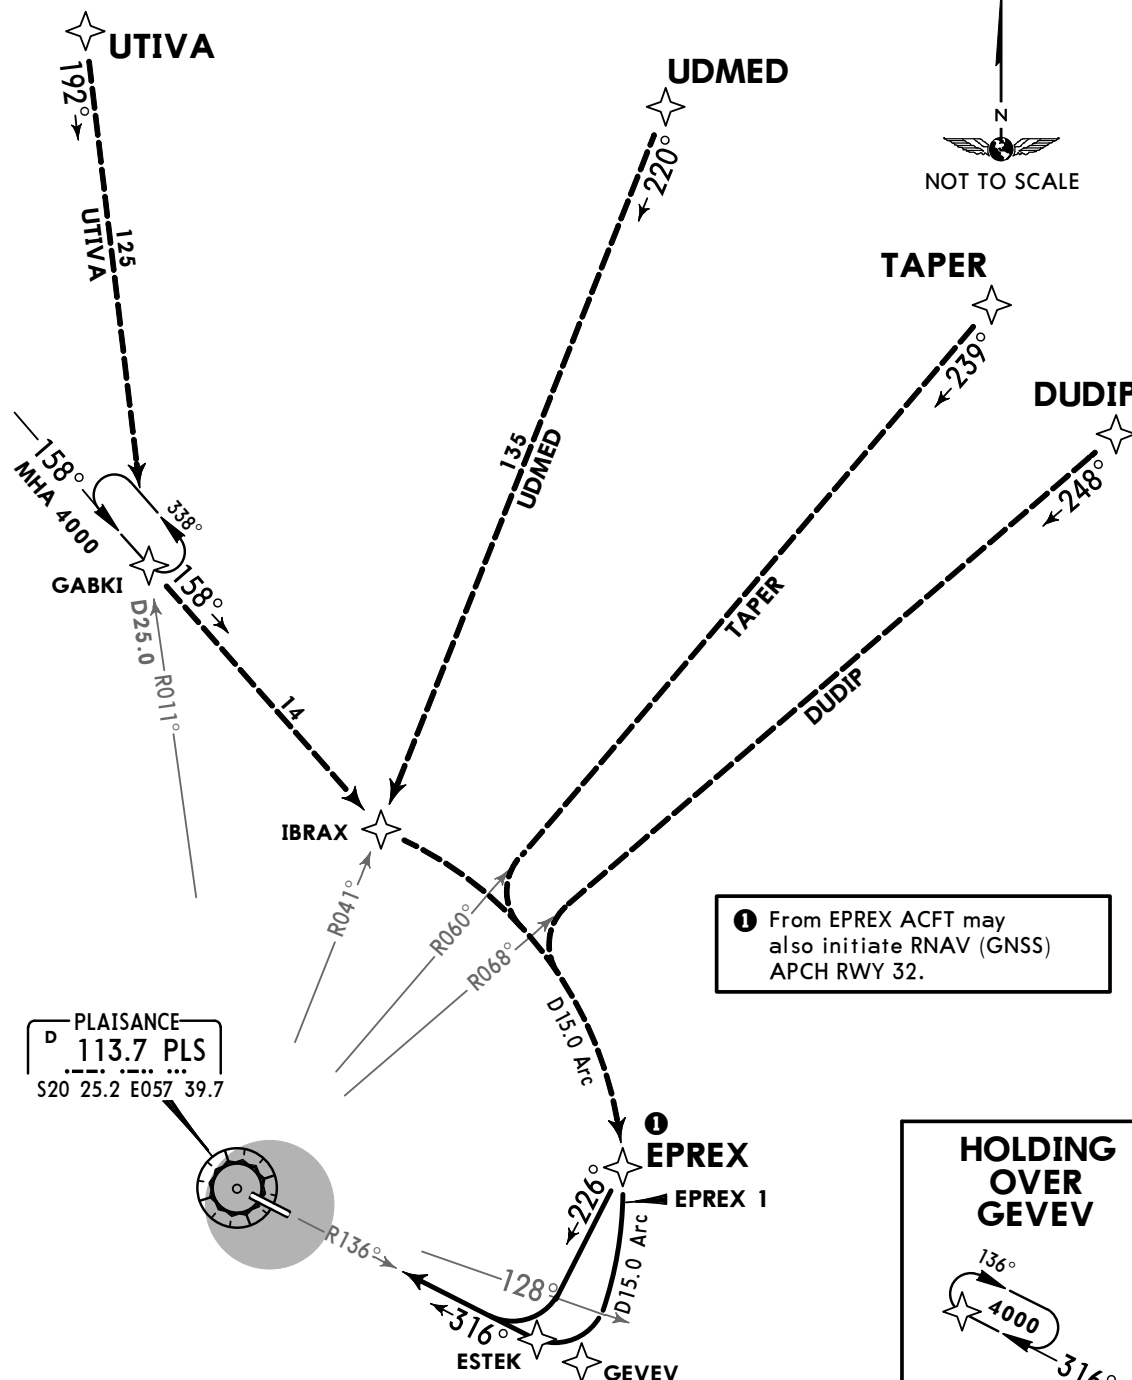 UTIVA
192°
125
UTIVA
UDMED
220°
135
UDMED
N
NOT TO SCALE
TAPER
239°
TAPER
DUDIP
248°
DUDIP
158°
MHA 4000
338°
GABKI
158°
D25.0
R011°
14
IBRAX
R041°
R060°
R068°
D15.0 Arc
❶ From EPREX ACFT may
also initiate RNAV (GNSS)
APCH RWY 32.
PLAISANCE
D 113.7 PLS
S20 25.2 E057 39.7
❶
EPREX
EPREX 1
226°
D15.0 Arc
R136°
128°
316°
ESTEK
GEVEV
HOLDING
OVER
GEVEV
136°
4000
316°